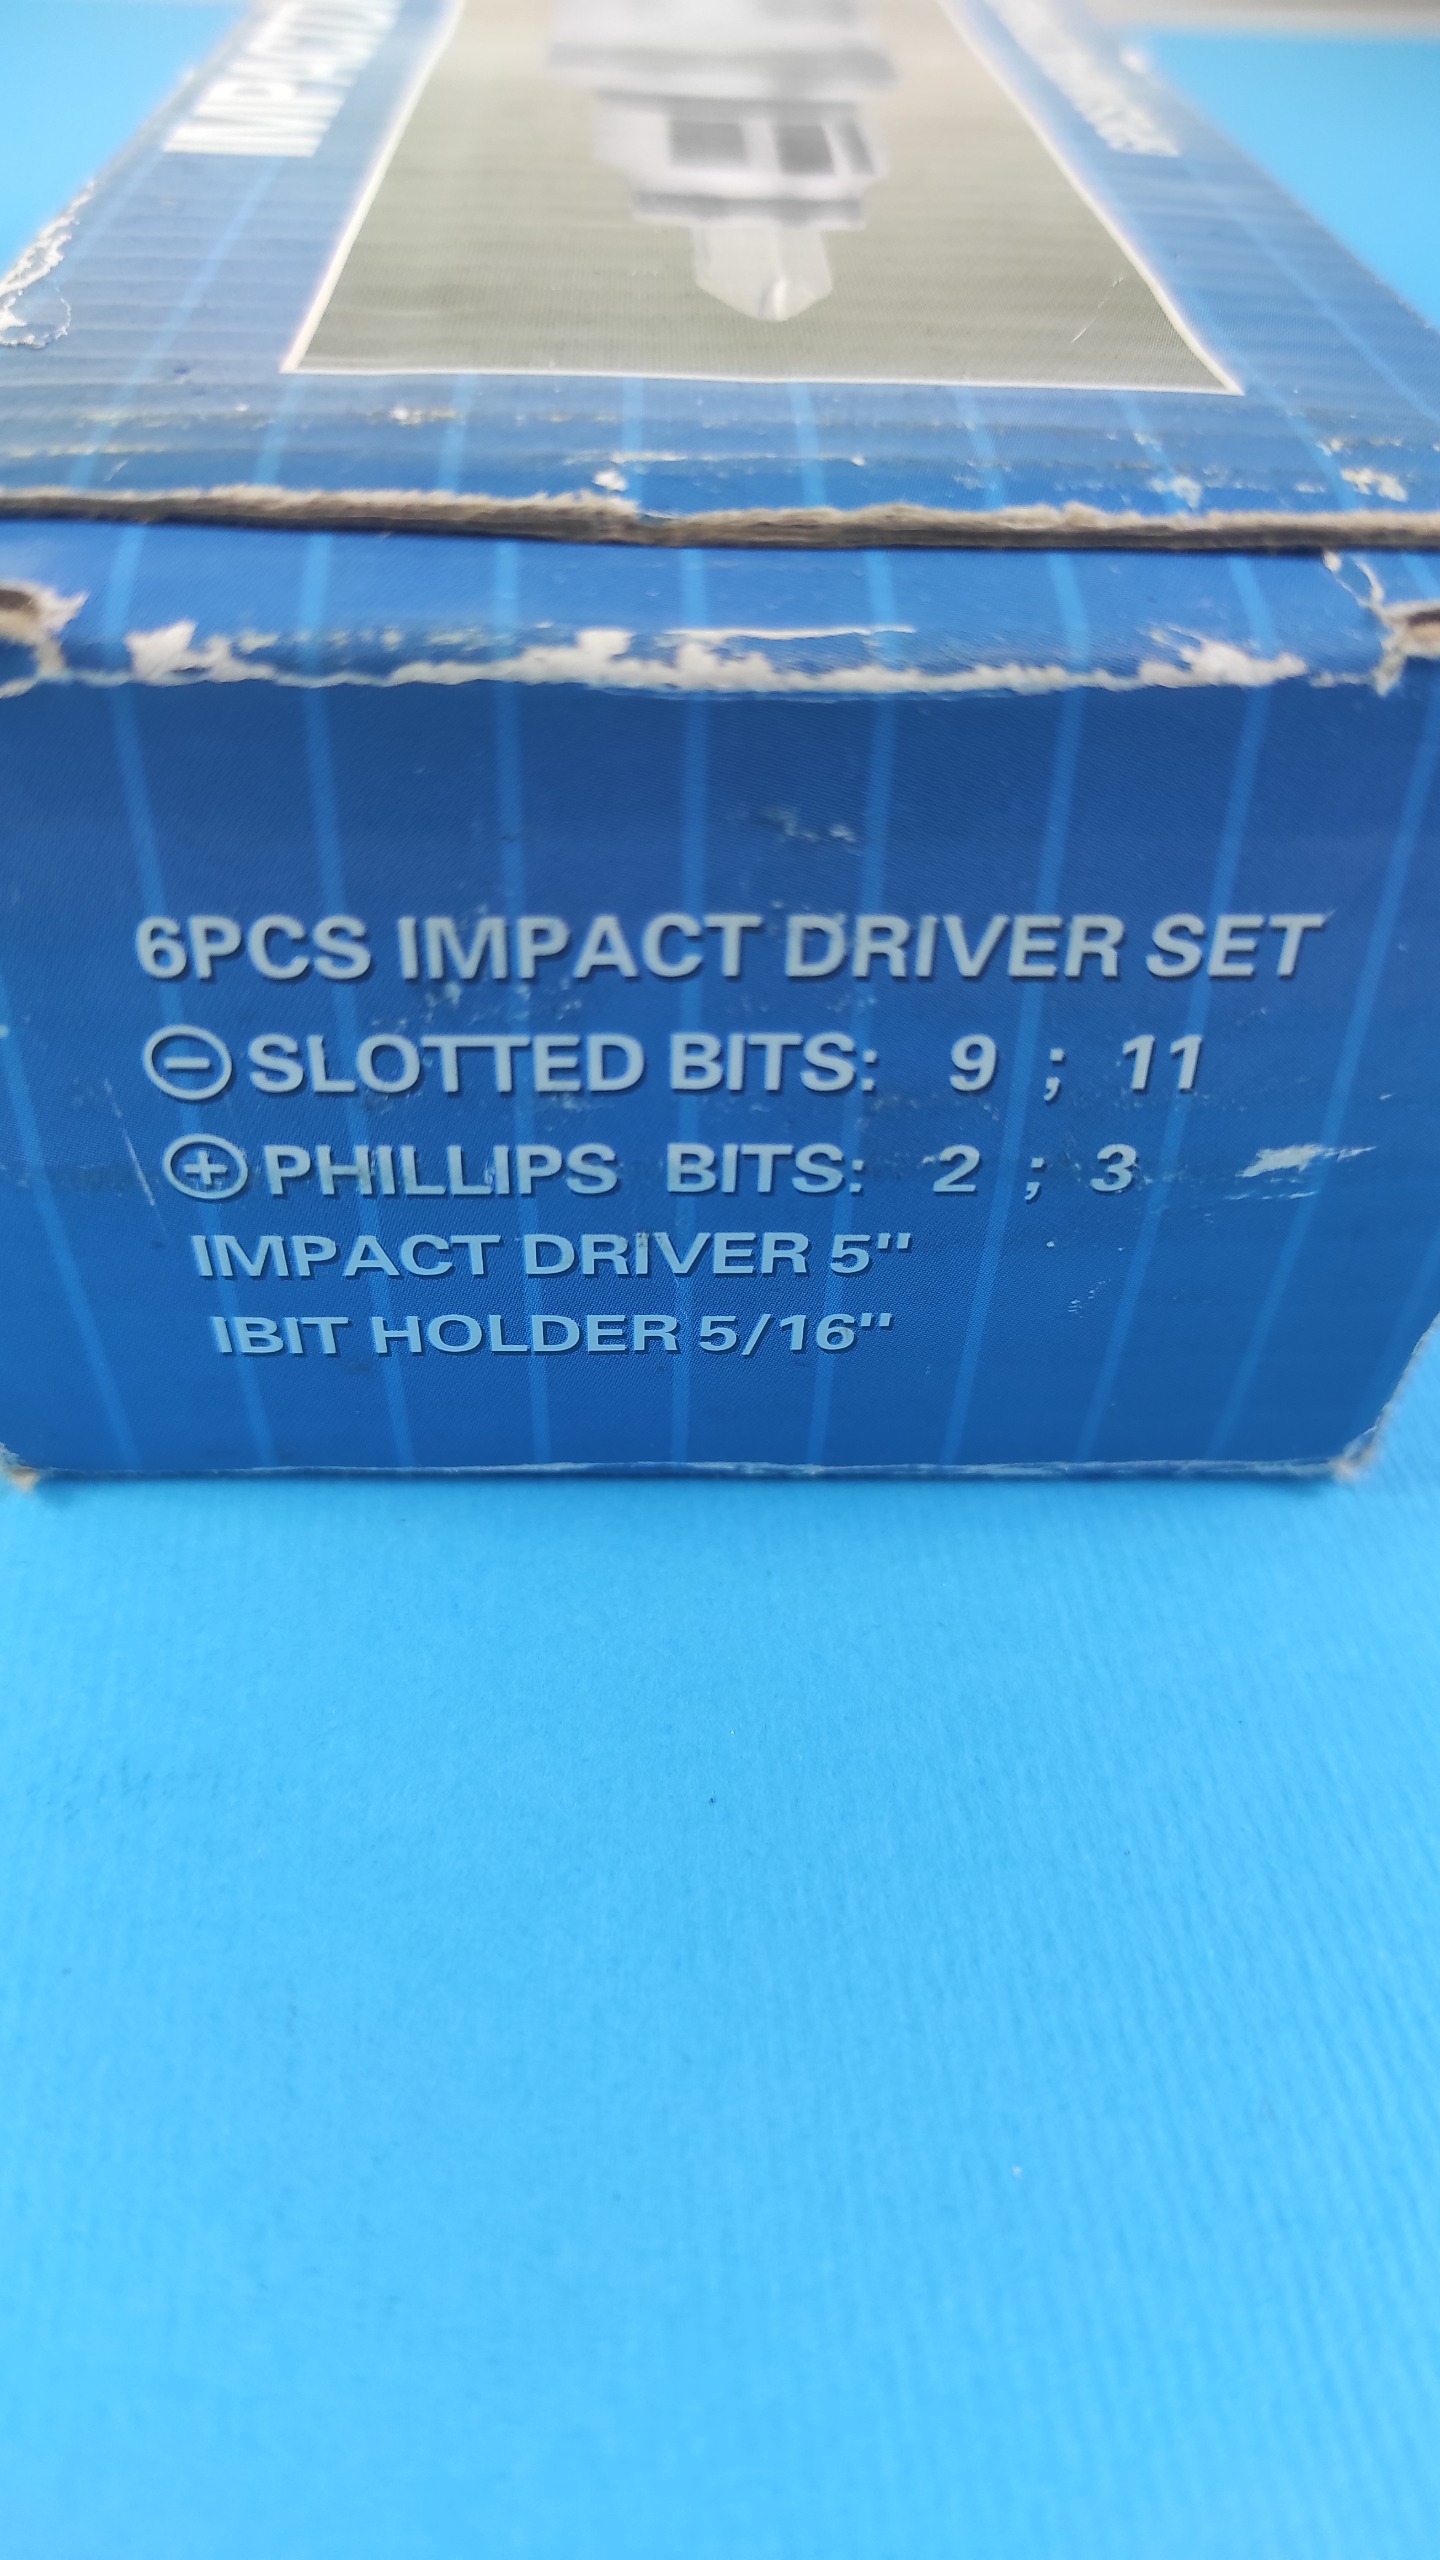 6PCS IMPACT DRIVER SET
⊖ SLOTTED BITS: 9 ; 11
⊕ PHILLIPS BITS: 2 ; 3
IMPACT DRIVER 5"
IBIT HOLDER 5/16"